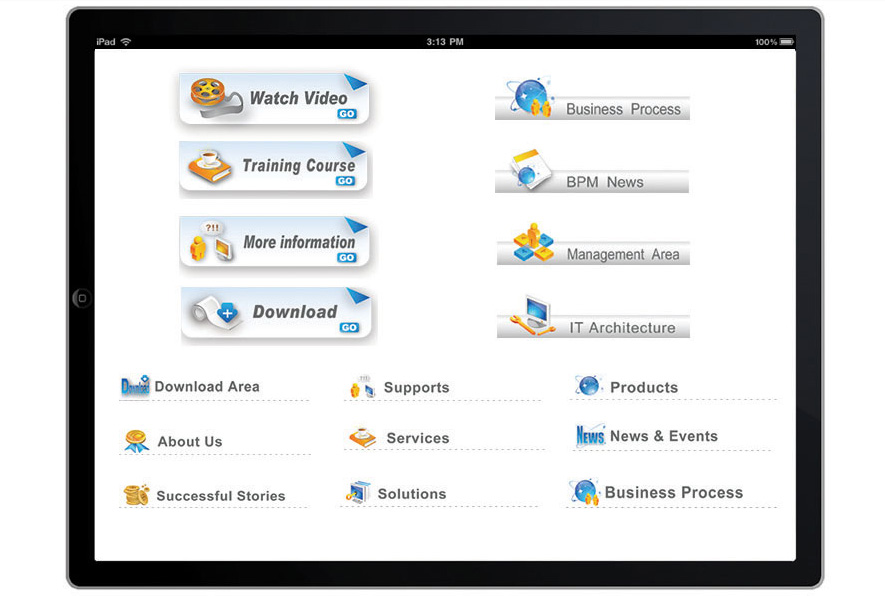 iPad 3:13 PM 100%
Watch Video
GO
Training Course
GO
?!!
More information
GO
Download
GO
Business Process
BPM News
Management Area
IT Architecture
Download Download Area
?!! Supports
Products
About Us
Services
NEWS News & Events
Successful Stories
Solutions
Business Process